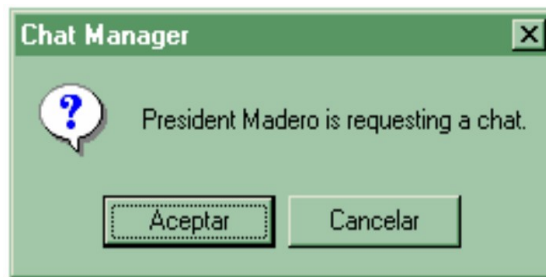 Chat Manager
President Madero is requesting a chat.
Aceptar
Cancelar